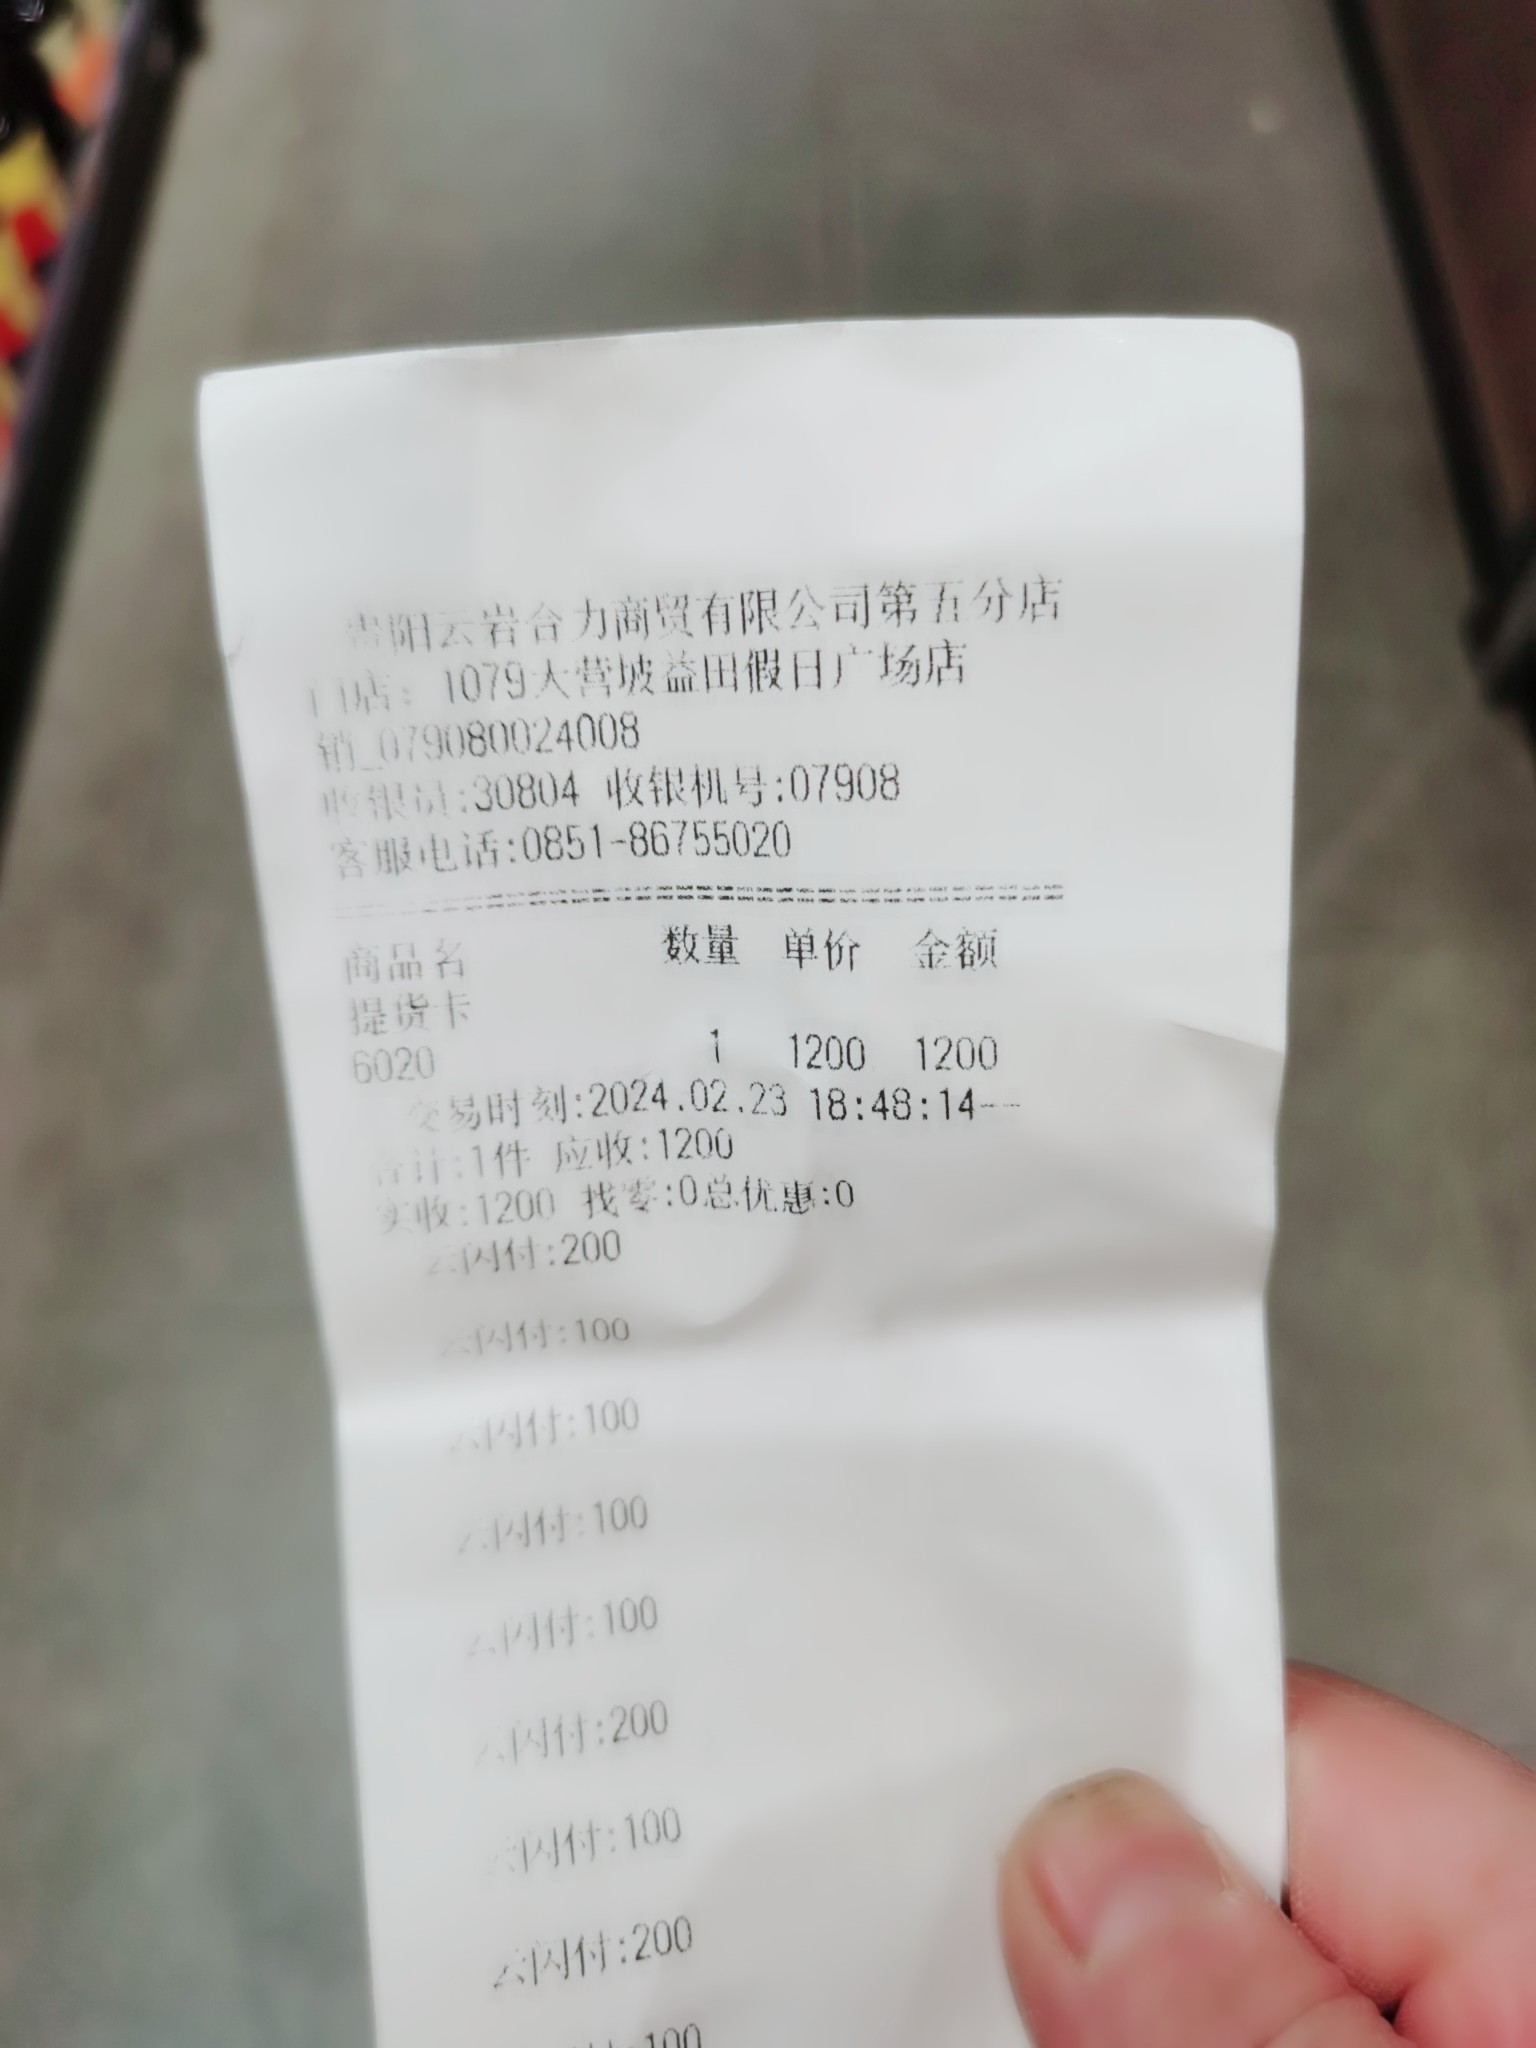 贵阳云岩合力商贸有限公司第五分店
门店：1079大营坡益田假日广场店
销_079080024008
收银员:30804 收银机号:07908
客服电话:0851-86755020
商品名 数量 单价 金额
提货卡
6020 1 1200 1200
交易时刻:2024.02.23 18:48:14--
合计:1件 应收:1200
实收:1200 找零:0总优惠:0
云闪付:200
云闪付:100
云闪付:100
云闪付:100
云闪付:100
云闪付:200
云闪付:100
云闪付:200
:100